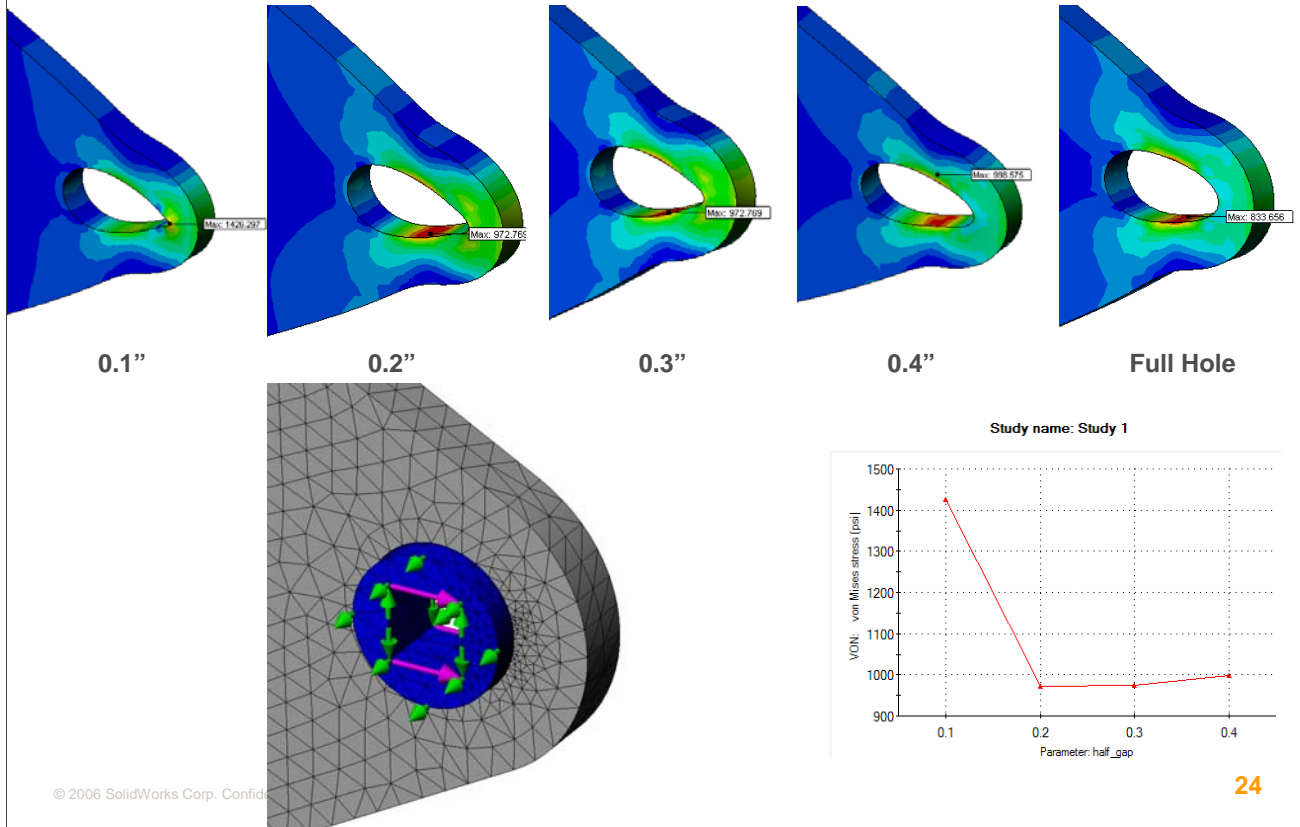 Max: 1426.297
Max: 972.769
Max: 972.769
Max: 998.575
Max: 833.656
0.1”
0.2”
0.3”
0.4”
Full Hole
Study name: Study 1
VON: von Mises stress (psi)
1500
1400
1300
1200
1100
1000
900
0.1 0.2 0.3 0.4
Parameter: half_gap
© 2006 SolidWorks Corp. Confide
24